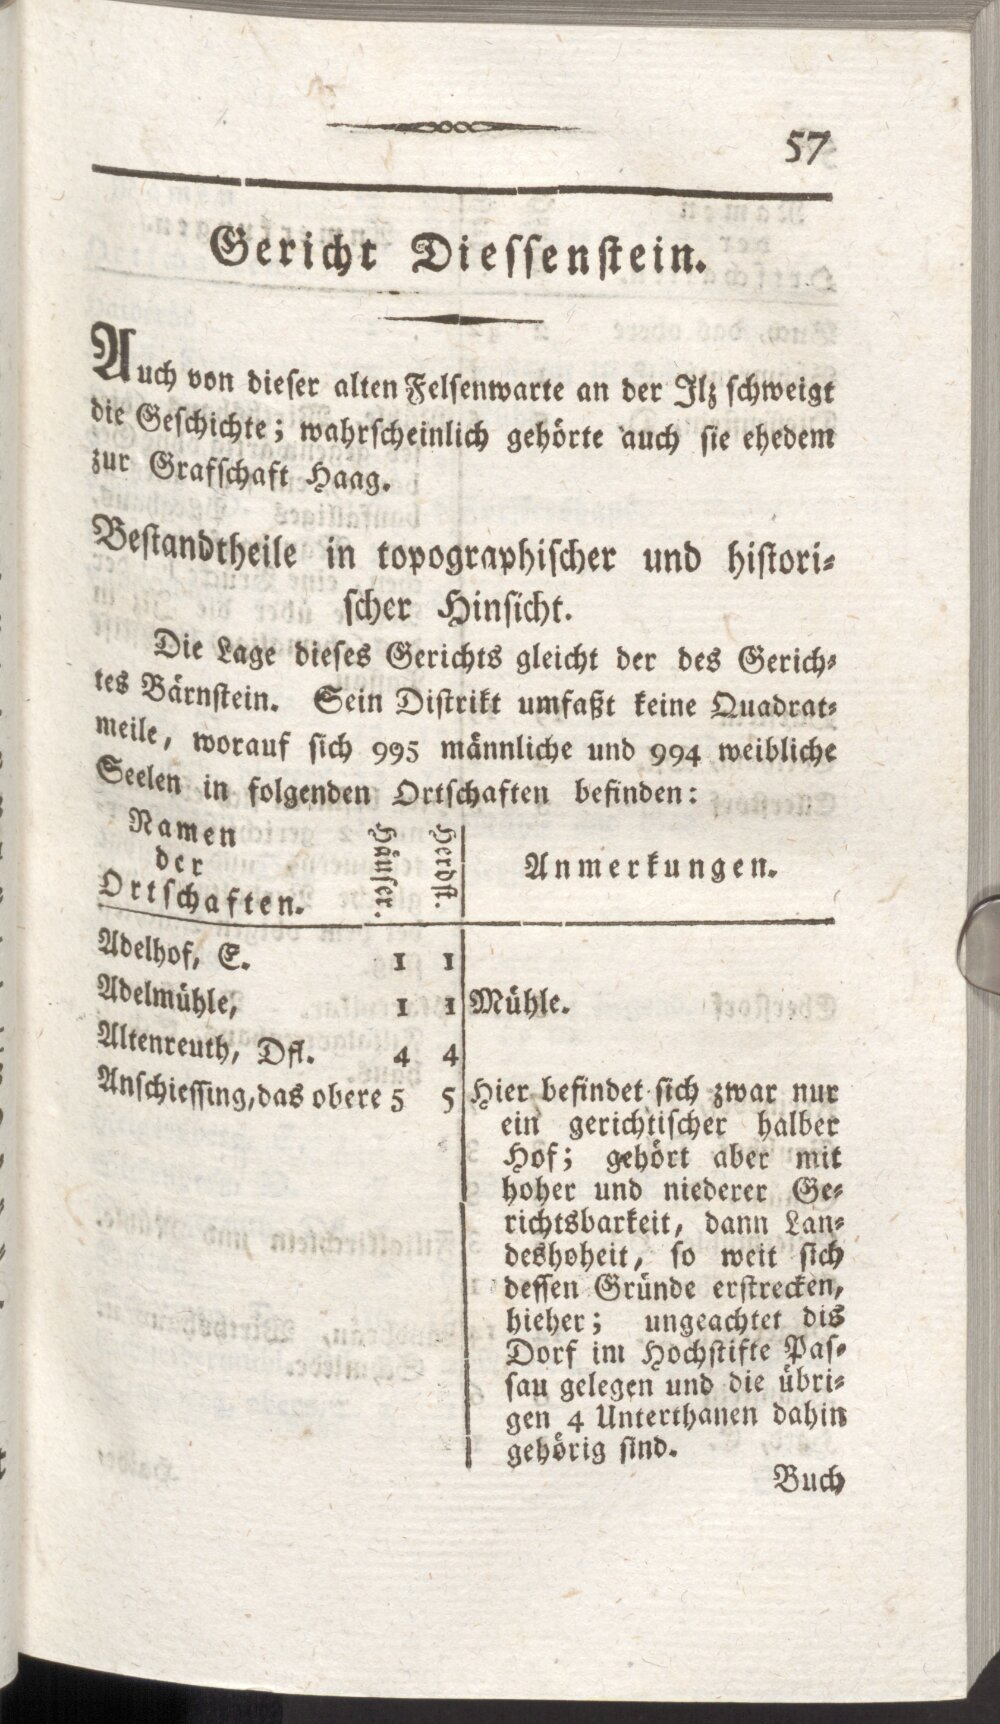 57
Gericht Diessenstein.
Auch von dieser alten Felsenwarte an der Ilz schweigt
die Geschichte; wahrscheinlich gehörte auch sie ehedem
zur Grafschaft Haag.
Bestandtheile in topographischer und histori-
scher Hinsicht.
Die Lage dieses Gerichts gleicht der des Gerich-
tes Bärnstein. Sein Distrikt umfaßt keine Quadrat-
meile, worauf sich 995 männliche und 994 weibliche
Seelen in folgenden Ortschaften befinden:
Namen
der
Ortschaften.
Häuser.
Herdst.
Anmerkungen.
Adelhof, E. 1 1
Adelmühle, 1 1 Mühle.
Altenreuth, Dfl. 4 4
Anschiessing, das obere 5 5 Hier befindet sich zwar nur
ein gerichtischer halber
Hof; gehört aber mit
hoher und niederer Ge-
richtsbarkeit, dann Lan-
deshoheit, so weit sich
dessen Gründe erstrecken,
hieher; ungeachtet dis
Dorf im Hochstifte Pas-
sau gelegen und die übri-
gen 4 Unterthanen dahin
gehörig sind.
Buch